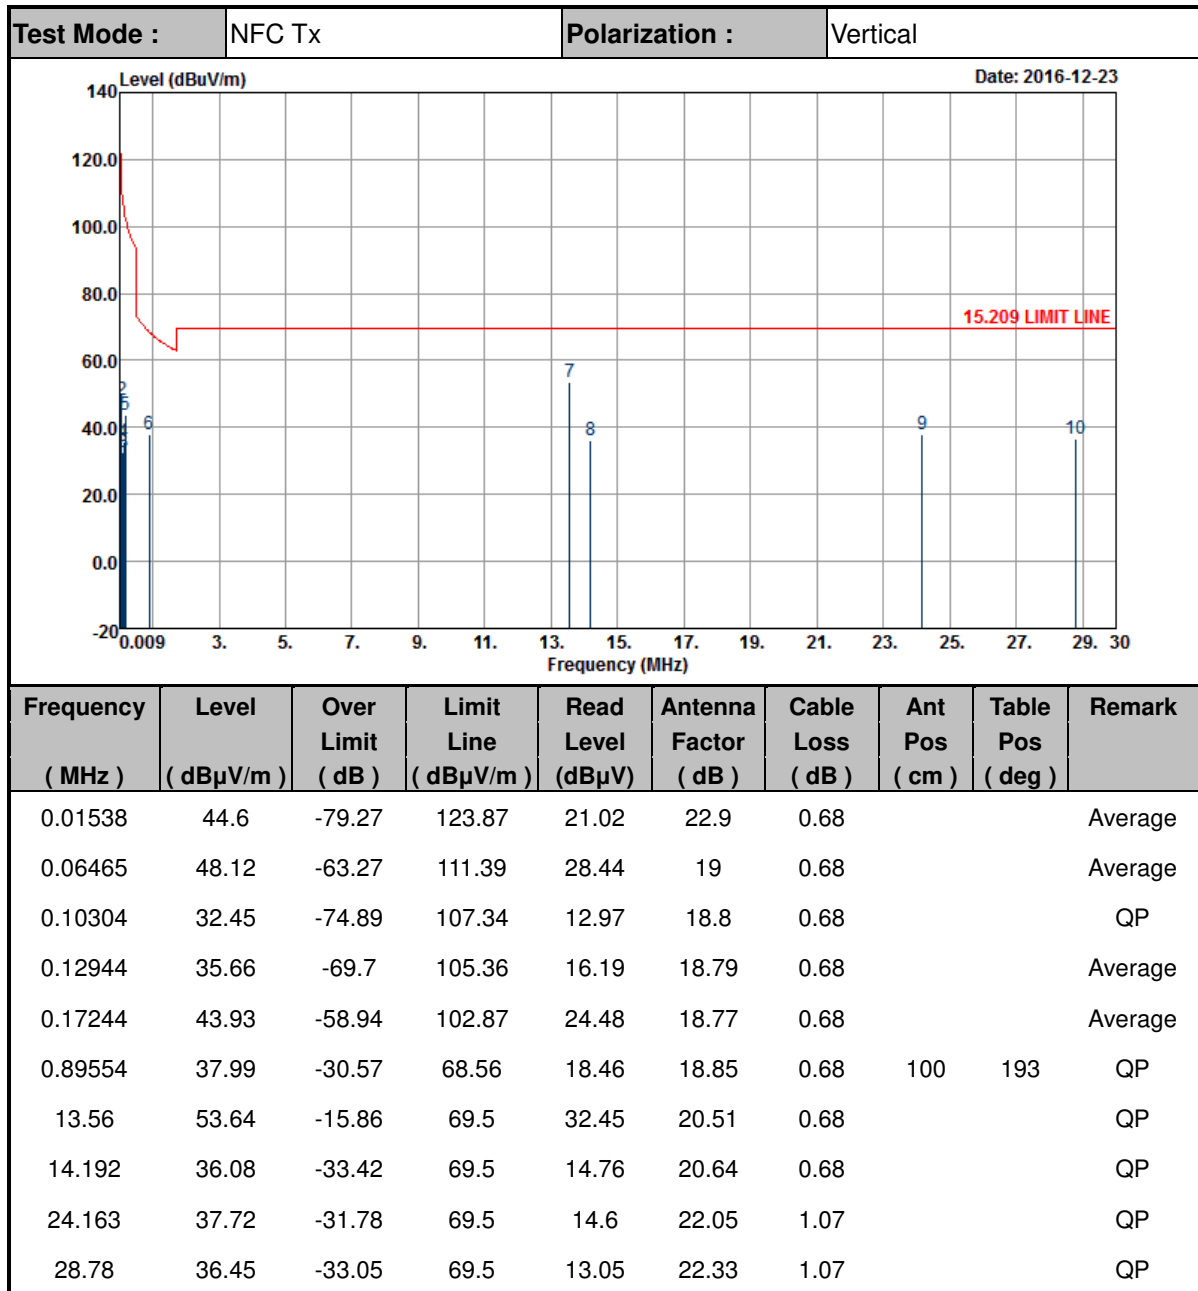 Test Mode : NFC Tx Polarization : Vertical
Level (dBuV/m) Date: 2016-12-23
140
120.0
100.0
80.0
15.209 LIMIT LINE
60.0
7
2
5
40.0 6 8 9 10
20.0
0.0
-20
0.009 3. 5. 7. 9. 11. 13. 15. 17. 19. 21. 23. 25. 27. 29. 30
Frequency (MHz)
Frequency Level Over Limit Read Antenna Cable Ant Table Remark
Limit Line Level Factor Loss Pos Pos
( MHz ) ( dBµV/m ) ( dB ) ( dBµV/m ) (dBµV) ( dB ) ( dB ) ( cm ) ( deg )
0.01538 44.6 -79.27 123.87 21.02 22.9 0.68 Average
0.06465 48.12 -63.27 111.39 28.44 19 0.68 Average
0.10304 32.45 -74.89 107.34 12.97 18.8 0.68 QP
0.12944 35.66 -69.7 105.36 16.19 18.79 0.68 Average
0.17244 43.93 -58.94 102.87 24.48 18.77 0.68 Average
0.89554 37.99 -30.57 68.56 18.46 18.85 0.68 100 193 QP
13.56 53.64 -15.86 69.5 32.45 20.51 0.68 QP
14.192 36.08 -33.42 69.5 14.76 20.64 0.68 QP
24.163 37.72 -31.78 69.5 14.6 22.05 1.07 QP
28.78 36.45 -33.05 69.5 13.05 22.33 1.07 QP